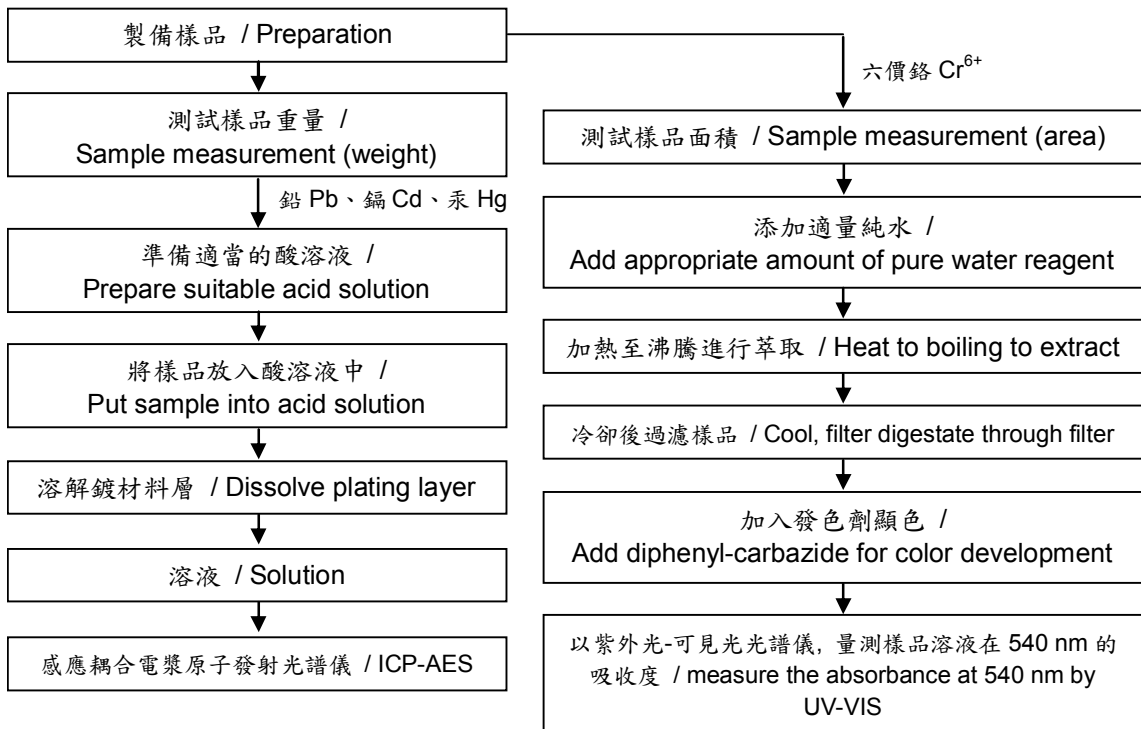 製備樣品 / Preparation
測試樣品重量 /
Sample measurement (weight)
鉛 Pb、鎘 Cd、汞 Hg
準備適當的酸溶液 /
Prepare suitable acid solution
將樣品放入酸溶液中 /
Put sample into acid solution
溶解鍍材料層 / Dissolve plating layer
溶液 / Solution
感應耦合電漿原子發射光譜儀 / ICP-AES
六價鉻 Cr⁶⁺
測試樣品面積 / Sample measurement (area)
添加適量純水 /
Add appropriate amount of pure water reagent
加熱至沸騰進行萃取 / Heat to boiling to extract
冷卻後過濾樣品 / Cool, filter digestate through filter
加入發色劑顯色 /
Add diphenyl-carbazide for color development
以紫外光-可見光光譜儀, 量測樣品溶液在 540 nm 的
吸收度 / measure the absorbance at 540 nm by
UV-VIS